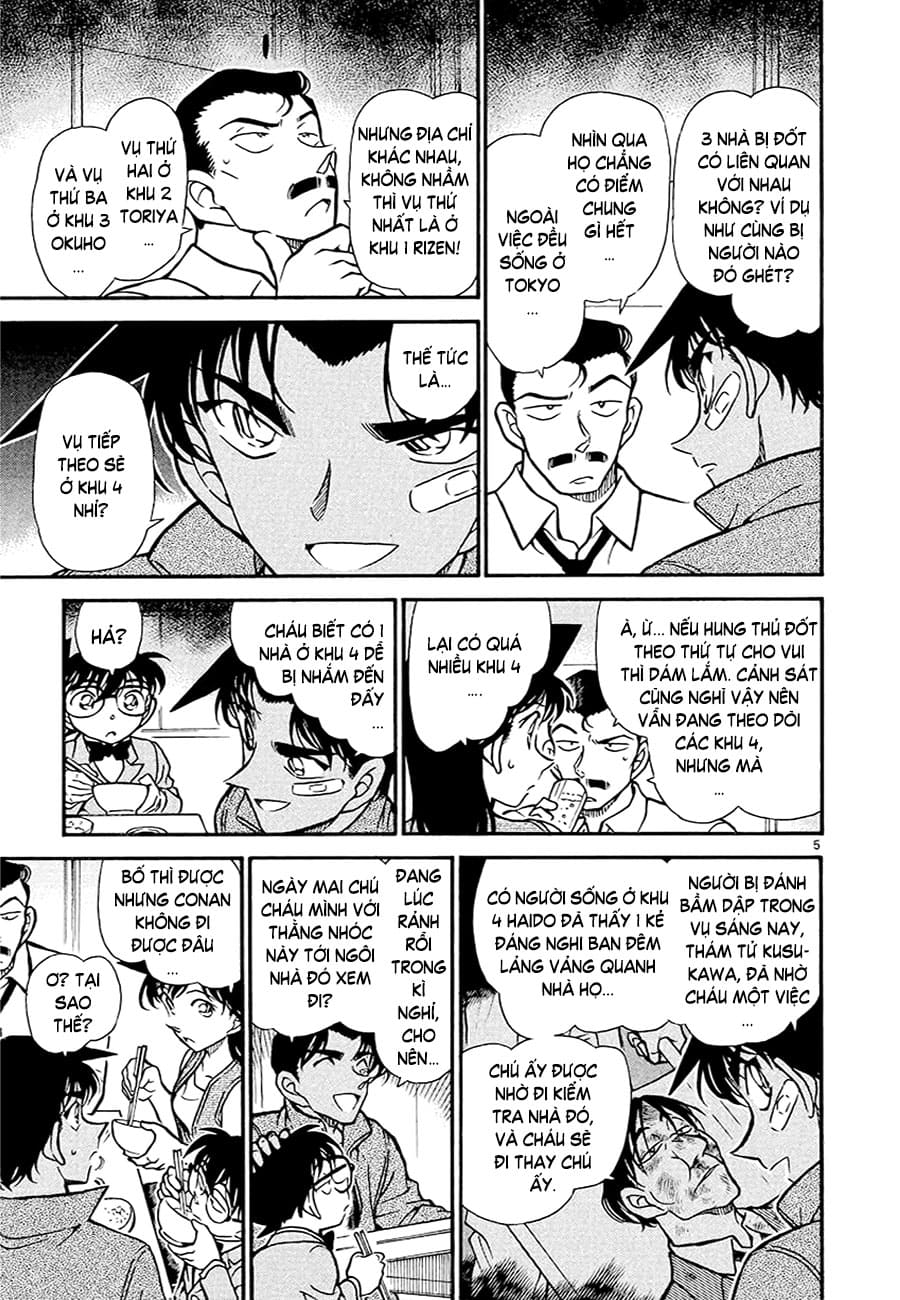 3 NHÀ BỊ ĐỐT
CÓ LIÊN QUAN
VỚI NHAU
KHÔNG? VÍ DỤ
NHƯ CÙNG BỊ
NGƯỜI NÀO
ĐÓ GHÉT?
NHÌN QUA
HỌ CHẲNG
CÓ ĐIỂM
CHUNG
GÌ HẾT
...
NGOÀI
VIỆC ĐỀU
SỐNG Ở
TOKYO
...
NHƯNG ĐỊA CHỈ
KHÁC NHAU,
KHÔNG NHẦM
THÌ VỤ THỨ
NHẤT LÀ Ở
KHU 1 RIZEN!
VỤ THỨ
HAI Ở
KHU 2
TORIYA
...
VÀ VỤ
THỨ BA
Ở KHU 3
OKUHO
...
THẾ TỨC
LÀ...
VỤ TIẾP
THEO SẼ
Ở KHU 4
NHỈ?
À, Ừ... NẾU HUNG THỦ ĐỐT
THEO THỨ TỰ CHO VUI
THÌ DÁM LẮM. CẢNH SÁT
CŨNG NGHĨ VẬY NÊN
VẪN ĐANG THEO DÕI
CÁC KHU 4,
NHƯNG MÀ
...
LẠI CÓ QUÁ
NHIỀU KHU 4
....
CHÁU BIẾT CÓ 1
NHÀ Ở KHU 4 DỄ
BỊ NHẮM ĐẾN
ĐẤY
...
HẢ?
5
NGƯỜI BỊ ĐÁNH
BẦM DẬP TRONG
VỤ SÁNG NAY,
THÁM TỬ KUSU-
KAWA, ĐÃ NHỜ
CHÁU MỘT VIỆC
...
CÓ NGƯỜI SỐNG Ở KHU
4 HAIDO ĐÃ THẤY 1 KẺ
ĐÁNG NGHI BAN ĐÊM
LẢNG VẢNG QUANH
NHÀ HỌ...
CHÚ ẤY ĐƯỢC
NHỜ ĐI KIỂM
TRA NHÀ ĐÓ,
VÀ CHÁU SẼ
ĐI THAY CHÚ
ẤY.
ĐANG
LÚC
RẢNH
RỖI
TRONG
KÌ
NGHỈ,
CHO
NÊN...
NGÀY MAI CHÚ
CHÁU MÌNH VỚI
THẰNG NHÓC
NÀY TỚI NGÔI
NHÀ ĐÓ XEM
ĐI?
BỐ THÌ ĐƯỢC
NHƯNG CONAN
KHÔNG ĐI
ĐƯỢC ĐÂU
...
Ơ? TẠI
SAO
THẾ?